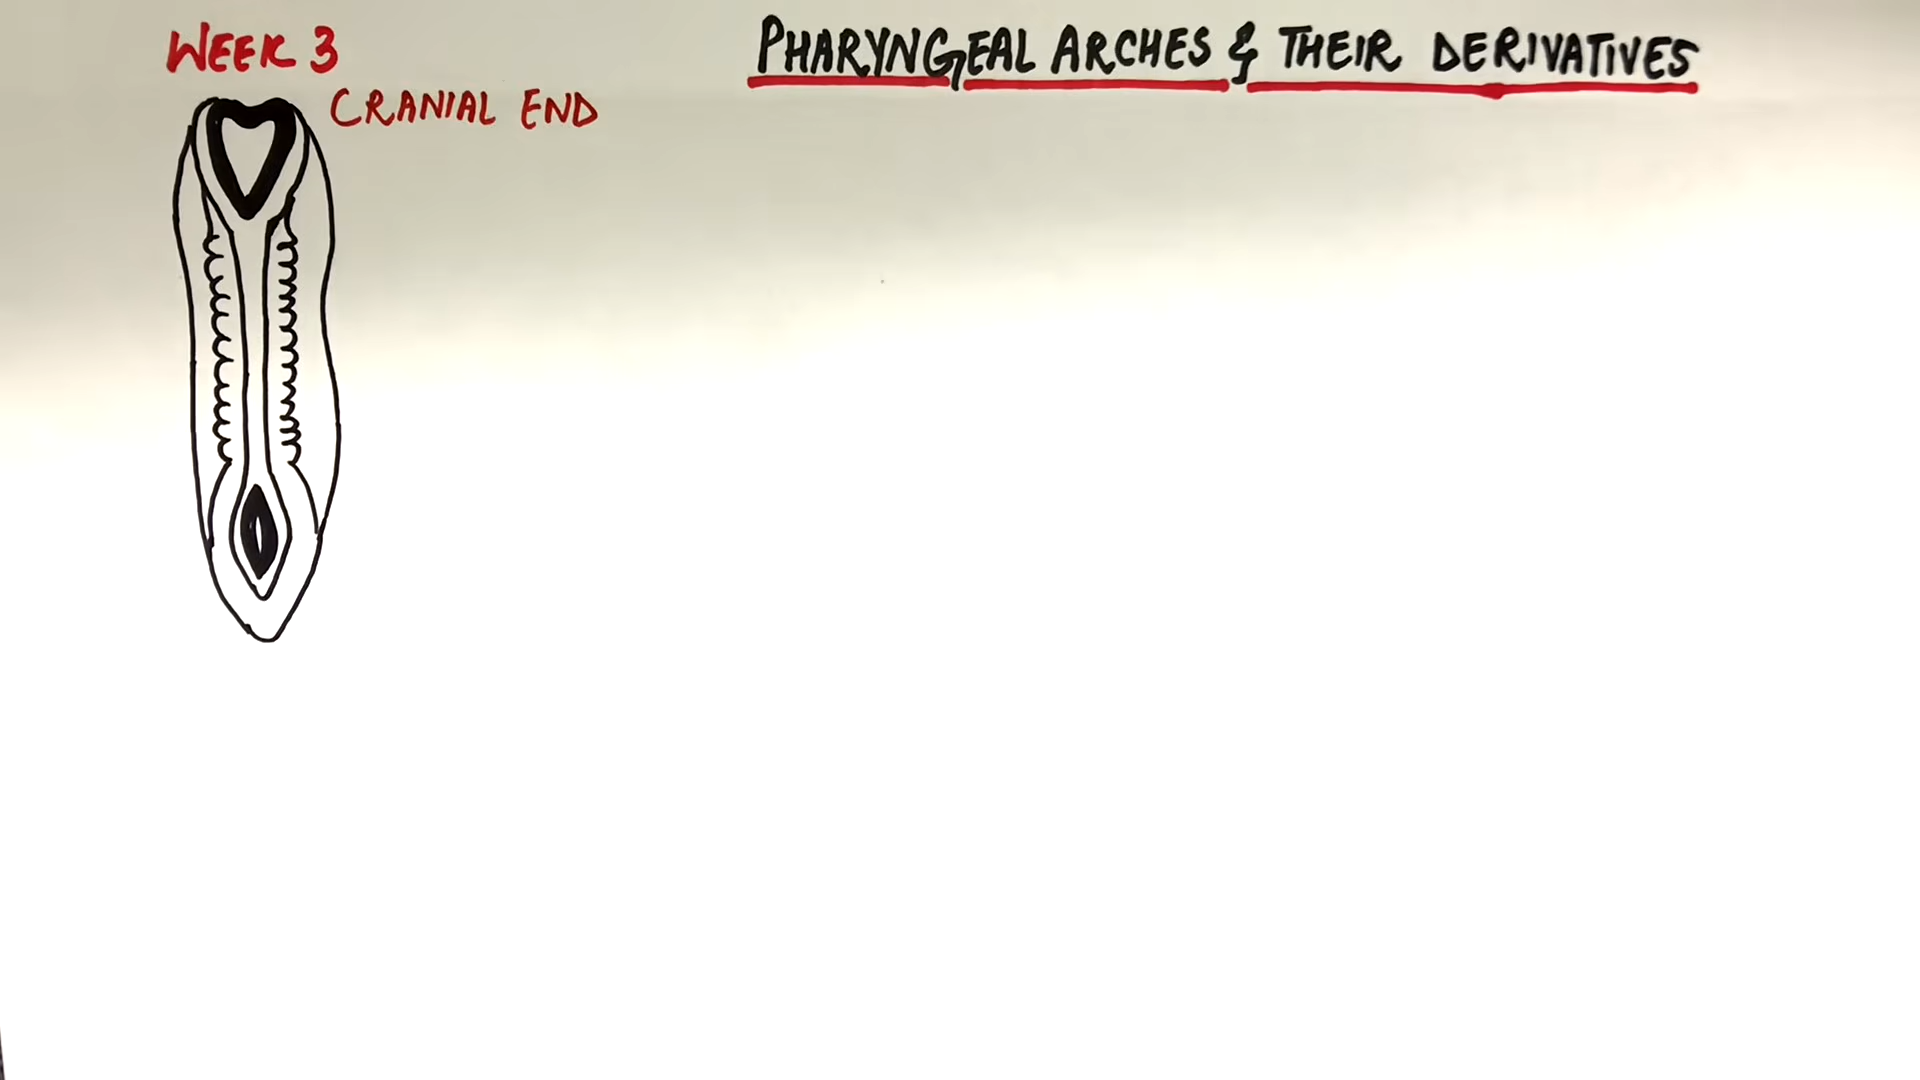 WEEK 3
PHARYNGEAL ARCHES & THEIR DERIVATIVES
CRANIAL END